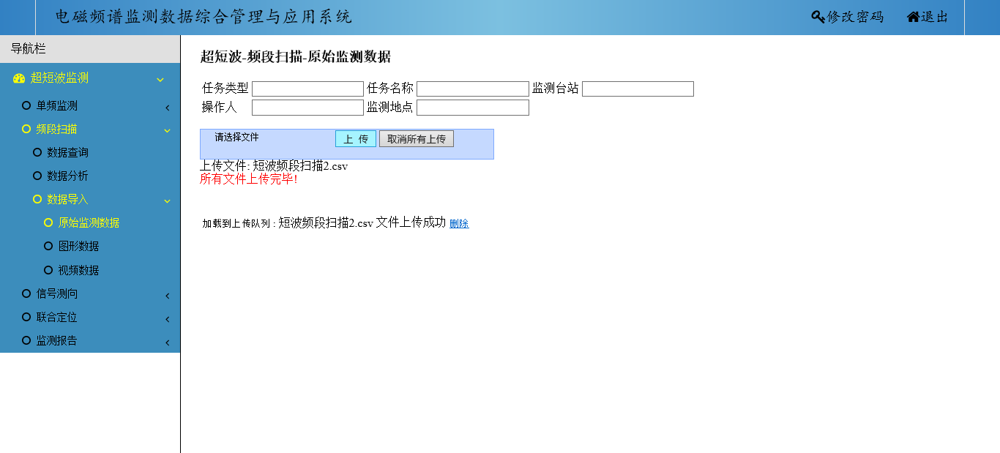 电磁频谱监测数据综合管理与应用系统 修改密码 退出
导航栏
超短波监测
单频监测
频段扫描
数据查询
数据分析
数据导入
原始监测数据
图形数据
视频数据
信号测向
联合定位
监测报告
超短波-频段扫描-原始监测数据
任务类型 任务名称 监测台站
操作人 监测地点
请选择文件 上 传 取消所有上传
上传文件: 短波频段扫描2.csv
所有文件上传完毕!
加载到上传队列 : 短波频段扫描2.csv 文件上传成功 删除